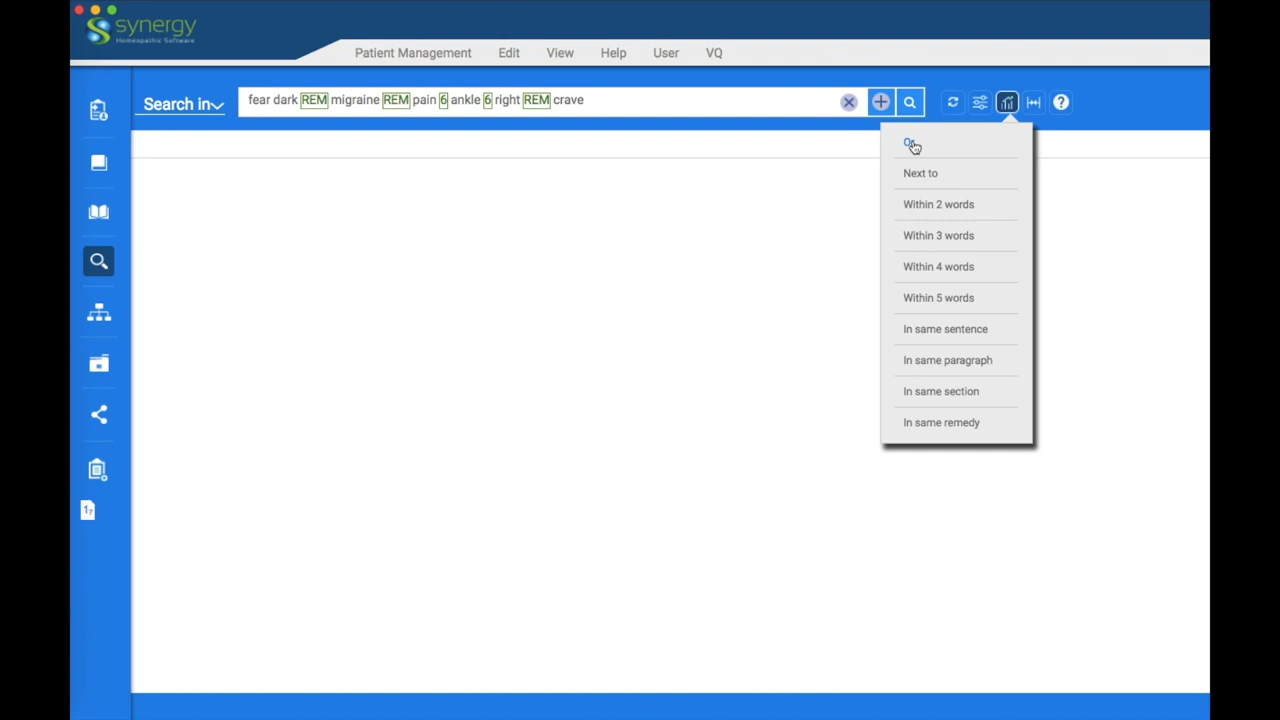 synergy
Homeopathic Software
Patient Management Edit View Help User VQ
Search in fear dark REM migraine REM pain 6 ankle 6 right REM crave
Next to
Within 2 words
Within 3 words
Within 4 words
Within 5 words
In same sentence
In same paragraph
In same section
In same remedy